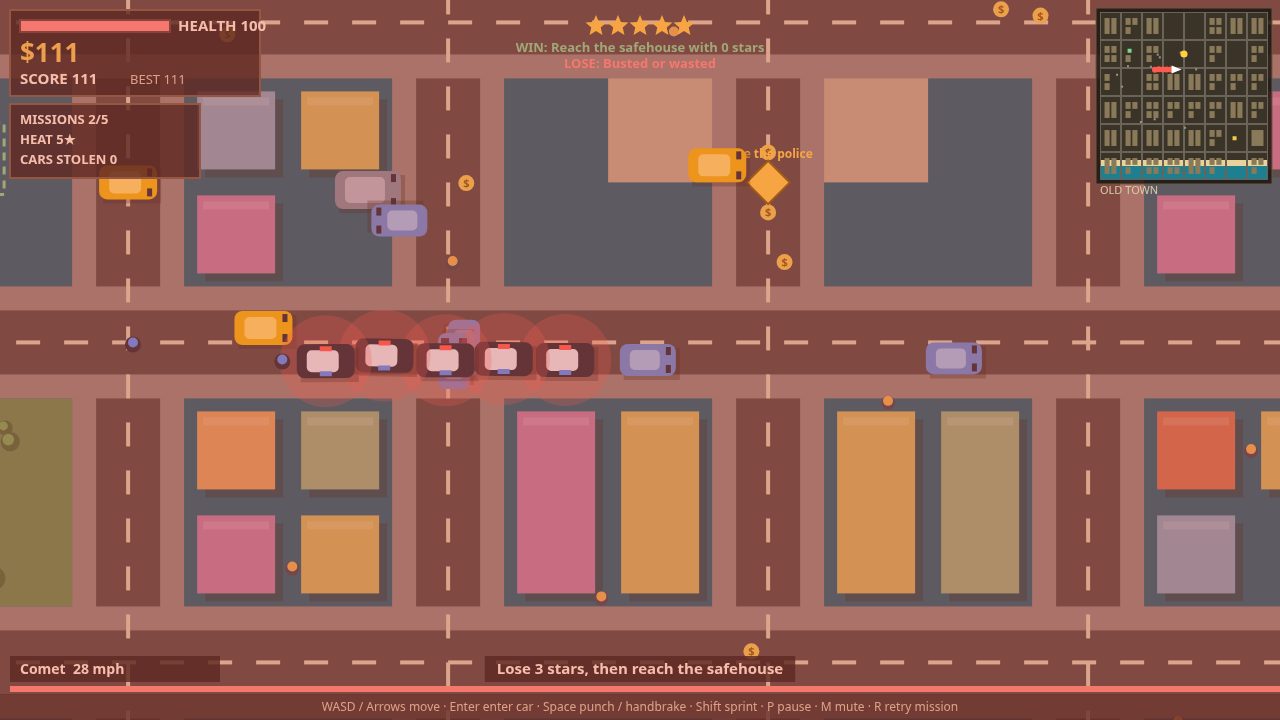 HEALTH 100
$111
SCORE 111 BEST 111
MISSIONS 2/5
HEAT 5★
CARS STOLEN 0
★★★★★
WIN: Reach the safehouse with 0 stars
LOSE: Busted or wasted
police
OLD TOWN
Comet 28 mph
Lose 3 stars, then reach the safehouse
WASD / Arrows move · Enter enter car · Space punch / handbrake · Shift sprint · P pause · M mute · R retry mission